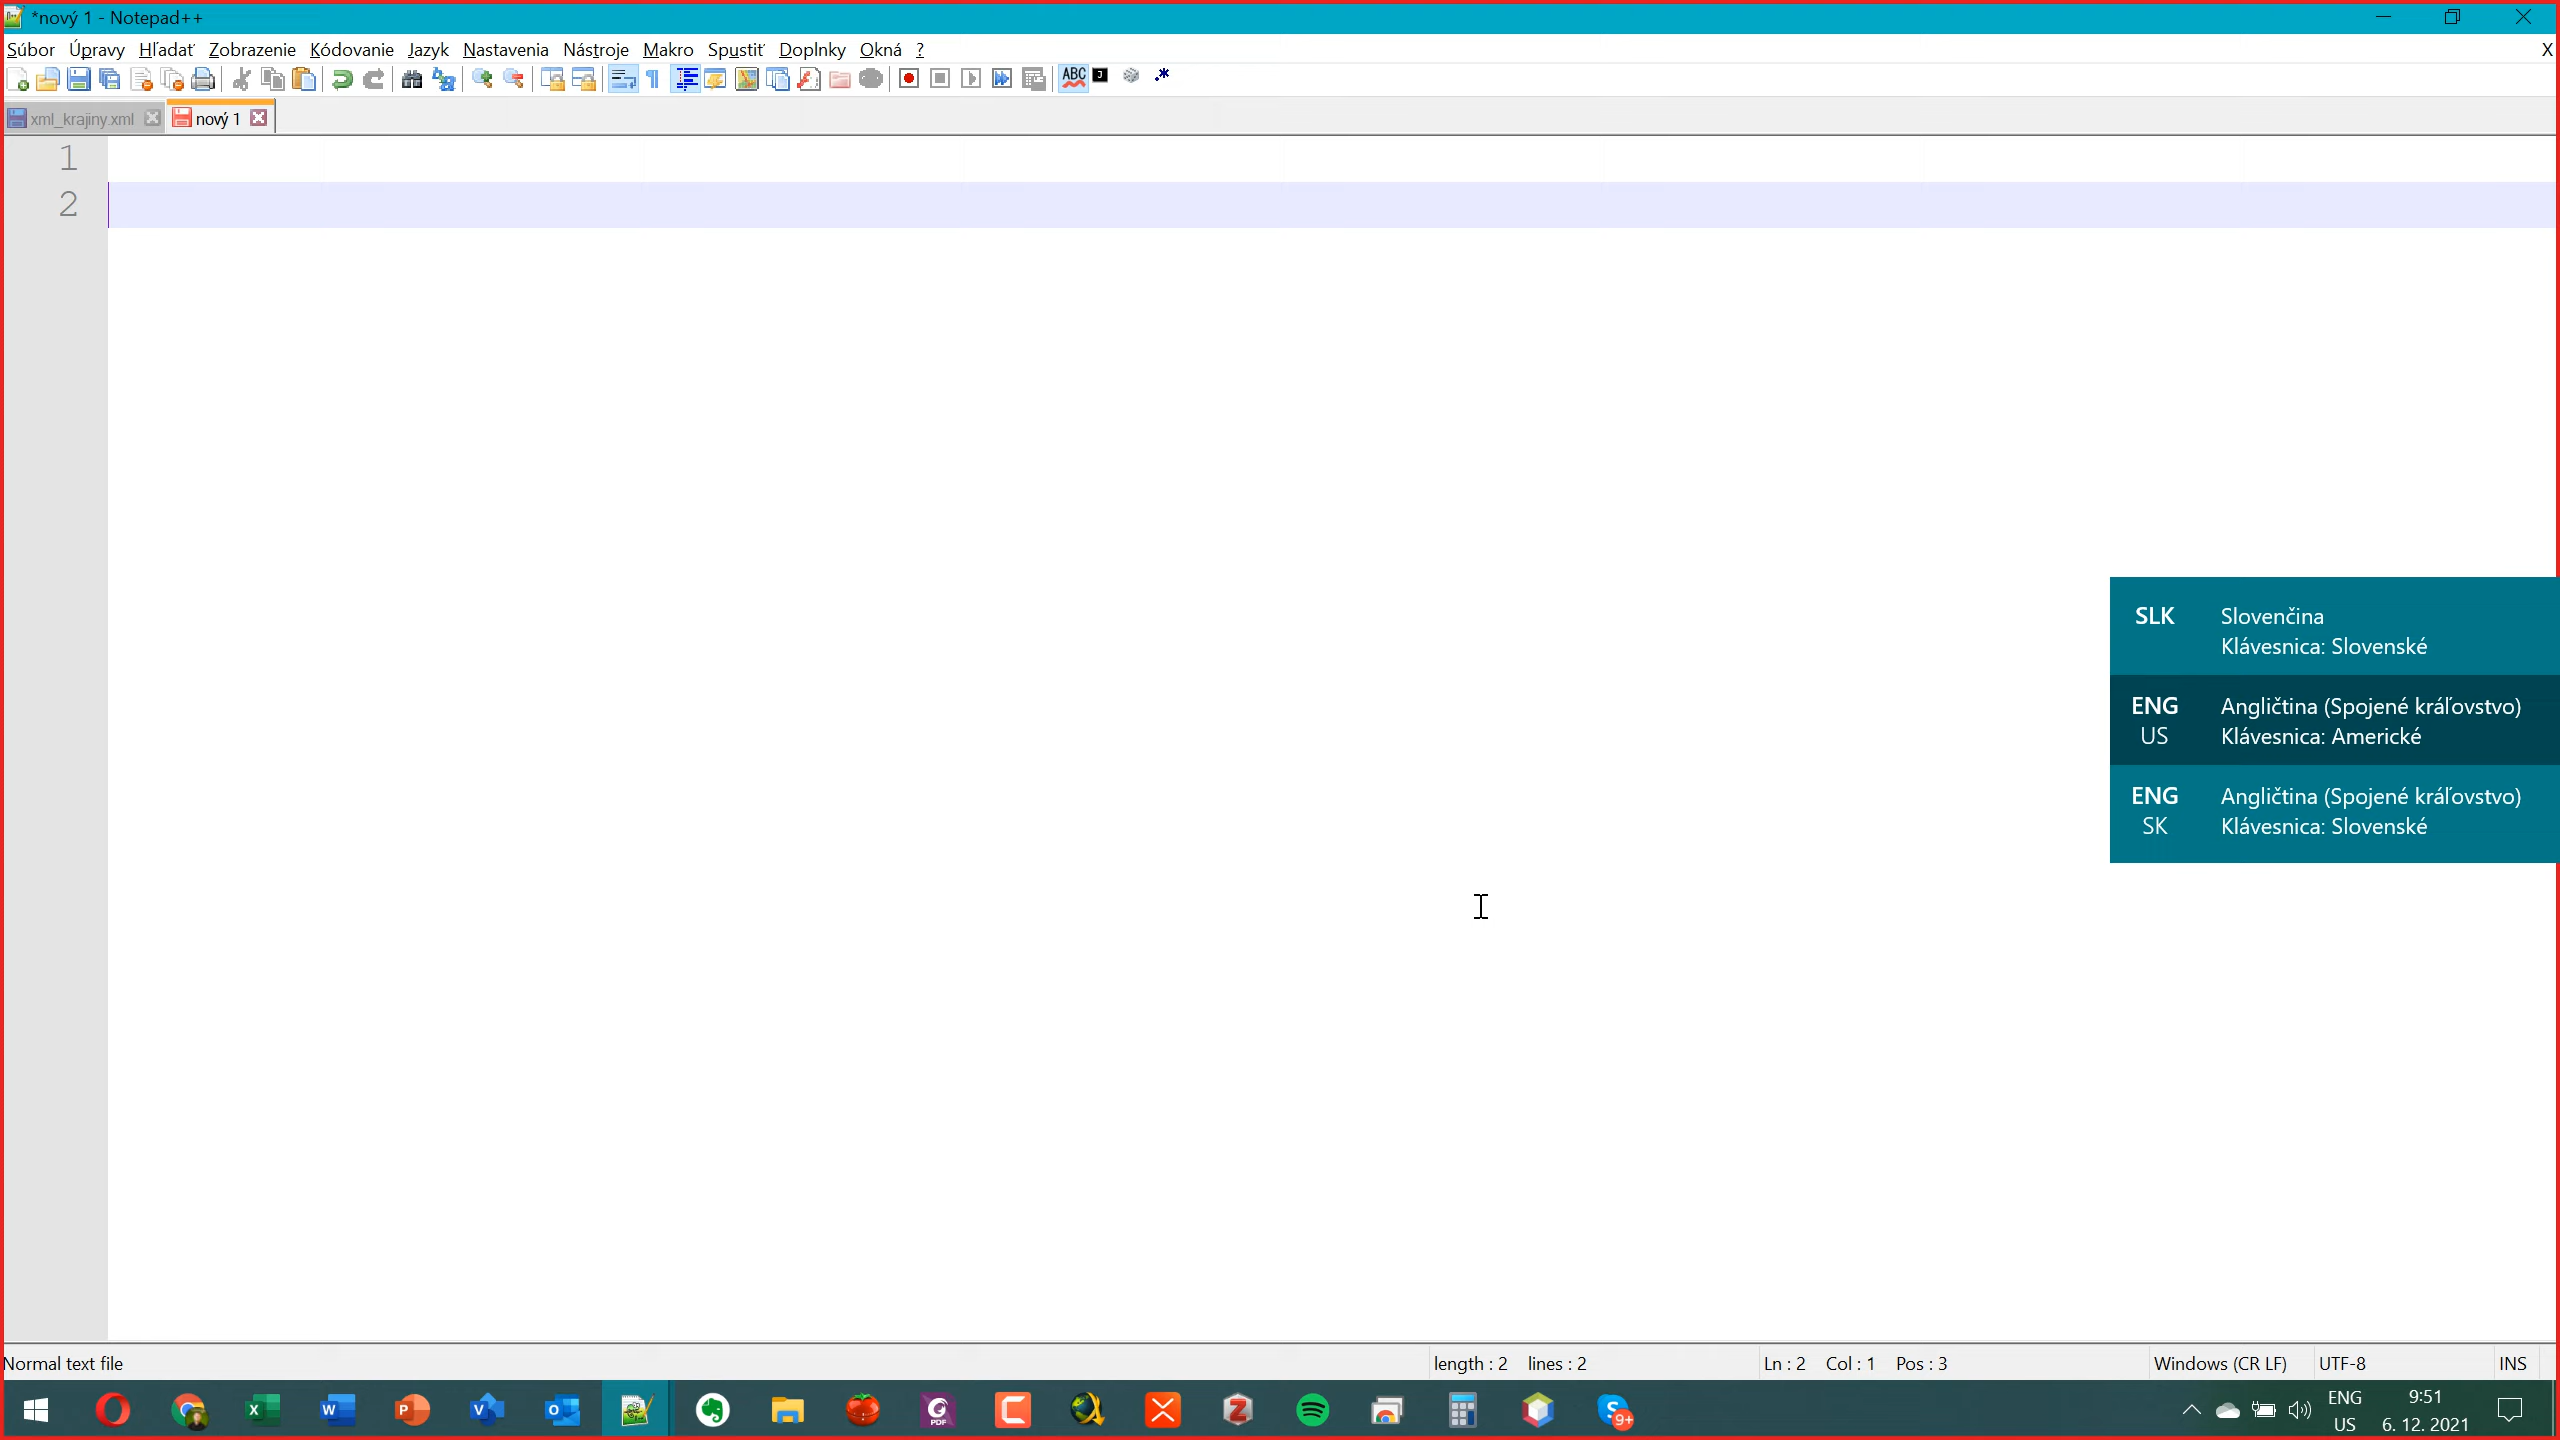 *nový 1 - Notepad++
Súbor Úpravy Hľadať Zobrazenie Kódovanie Jazyk Nastavenia Nástroje Makro Spustiť Doplnky Okná ? X
ABC
xml_krajiny.xml nový 1
1
2
SLK Slovenčina
Klávesnica: Slovenské
ENG Angličtina (Spojené kráľovstvo)
US Klávesnica: Americké
ENG Angličtina (Spojené kráľovstvo)
SK Klávesnica: Slovenské
Normal text file length : 2 lines : 2 Ln : 2 Col : 1 Pos : 3 Windows (CR LF) UTF-8 INS
ENG 9:51
US 6. 12. 2021
PDF
9+